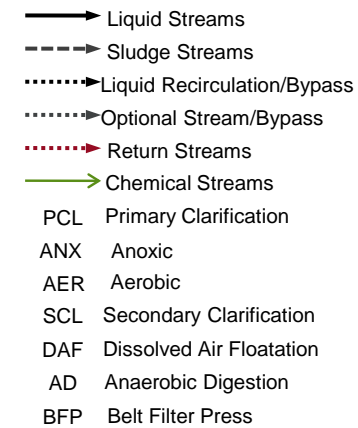 Liquid Streams
Sludge Streams
Liquid Recirculation/Bypass
Optional Stream/Bypass
Return Streams
Chemical Streams
PCL Primary Clarification
ANX Anoxic
AER Aerobic
SCL Secondary Clarification
DAF Dissolved Air Floatation
AD Anaerobic Digestion
BFP Belt Filter Press